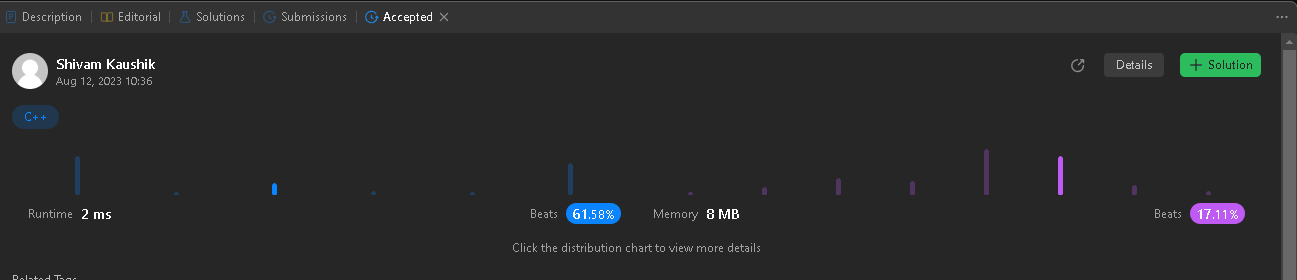 Description | Editorial | Solutions | Submissions | Accepted
Shivam Kaushik
Aug 12, 2023 10:36
Details
+ Solution
C++
Runtime 2 ms Beats 61.58% Memory 8 MB Beats 17.11%
Click the distribution chart to view more details
Related Tags